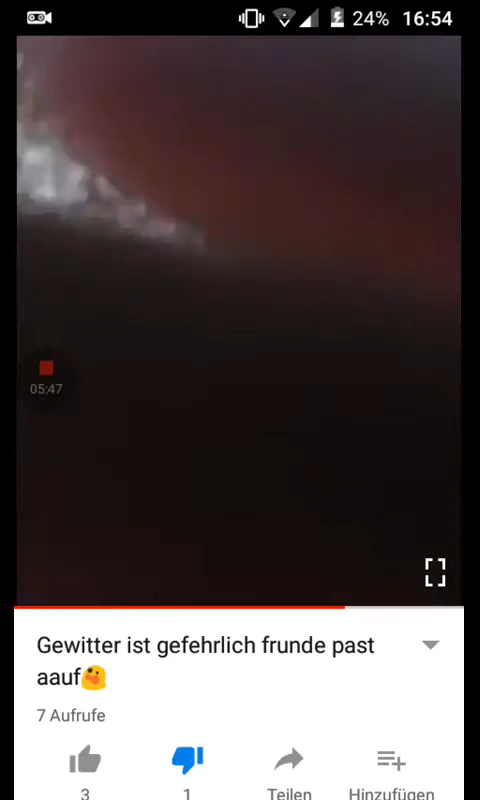 24% 16:54
05:47
Gewitter ist gefehrlich frunde past
aauf😲
7 Aufrufe
3 1 Teilen Hinzufügen